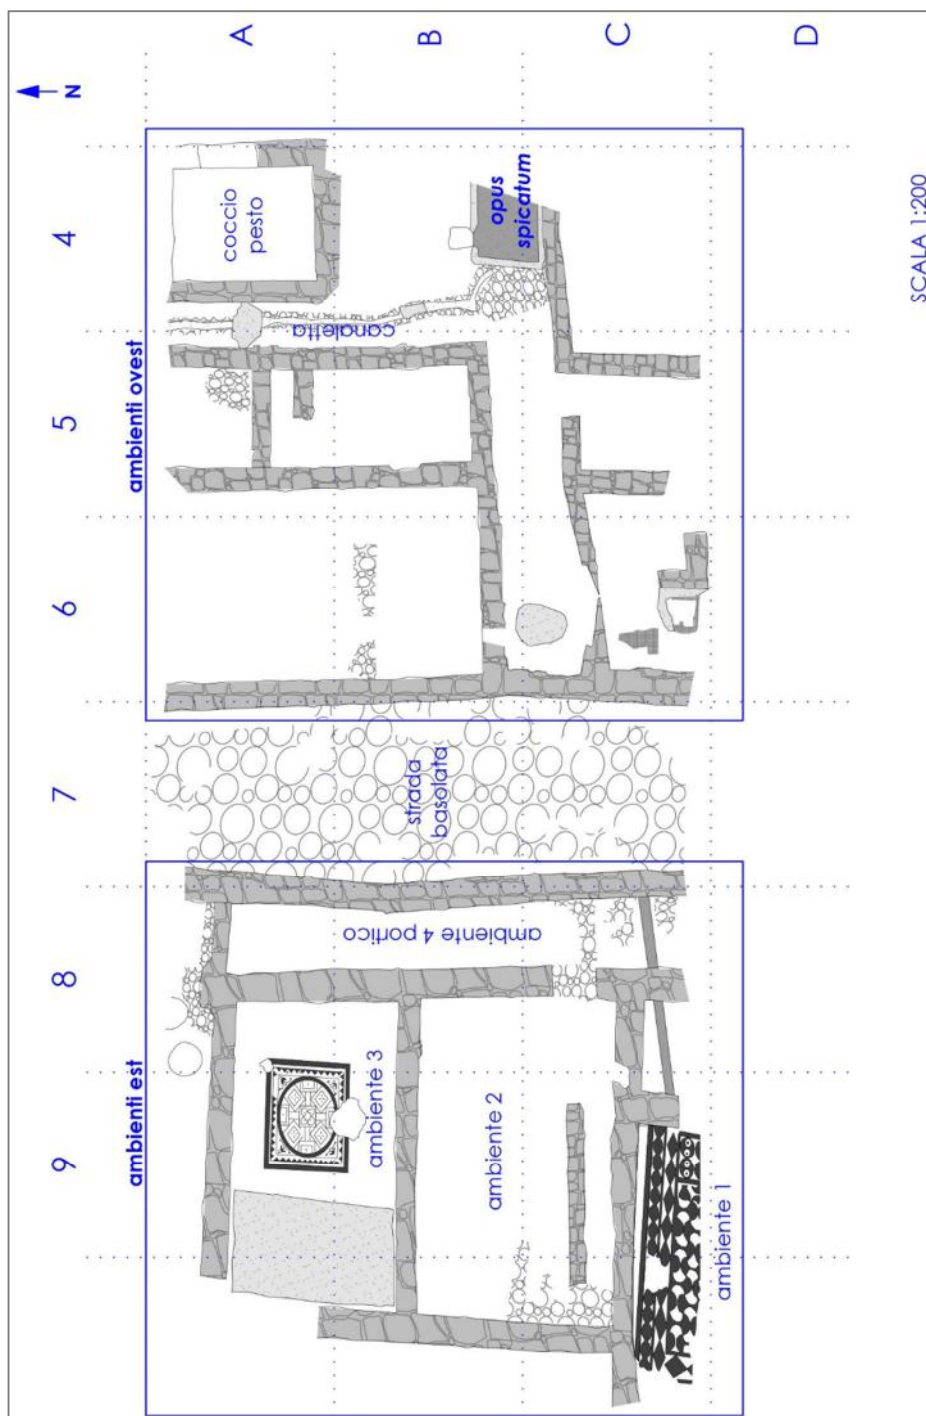 A
B
C
D
N
4
5
6
7
8
9
coccio
pesto
opus
spicatum
canaletta
ambienti ovest
strada
basolata
ambienti est
ambiente 4 portico
ambiente 3
ambiente 2
ambiente 1
SCALA 1:200